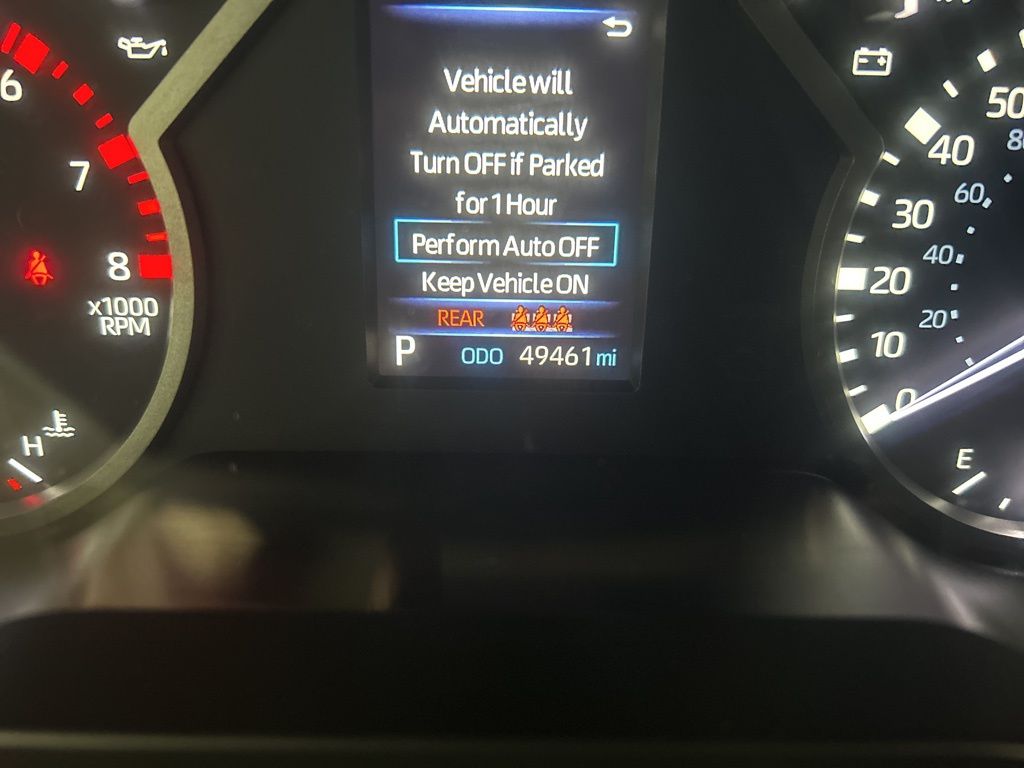 Vehicle will
Automatically
Turn OFF if Parked
for 1 Hour
Perform Auto OFF
Keep Vehicle ON
REAR
P ODO 49461 mi
6
7
8
x1000
RPM
H
50
40
30
20
10
0
60
40
20
E